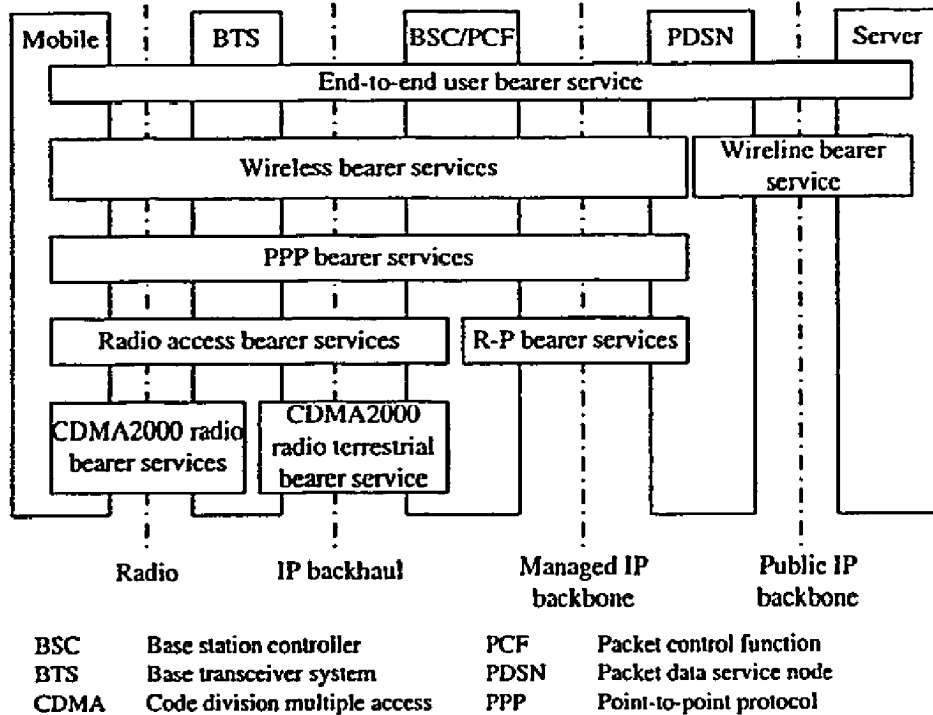 Mobile
BTS
BSC/PCF
PDSN
Server
End-to-end user bearer service
Wireless bearer services
Wireline bearer
service
PPP bearer services
Radio access bearer services
R-P bearer services
CDMA2000 radio
bearer services
CDMA2000
radio terrestrial
bearer service
Radio
IP backhaul
Managed IP
backbone
Public IP
backbone
BSC Base station controller
PCF Packet control function
BTS Base transceiver system
PDSN Packet data service node
CDMA Code division multiple access
PPP Point-to-point protocol